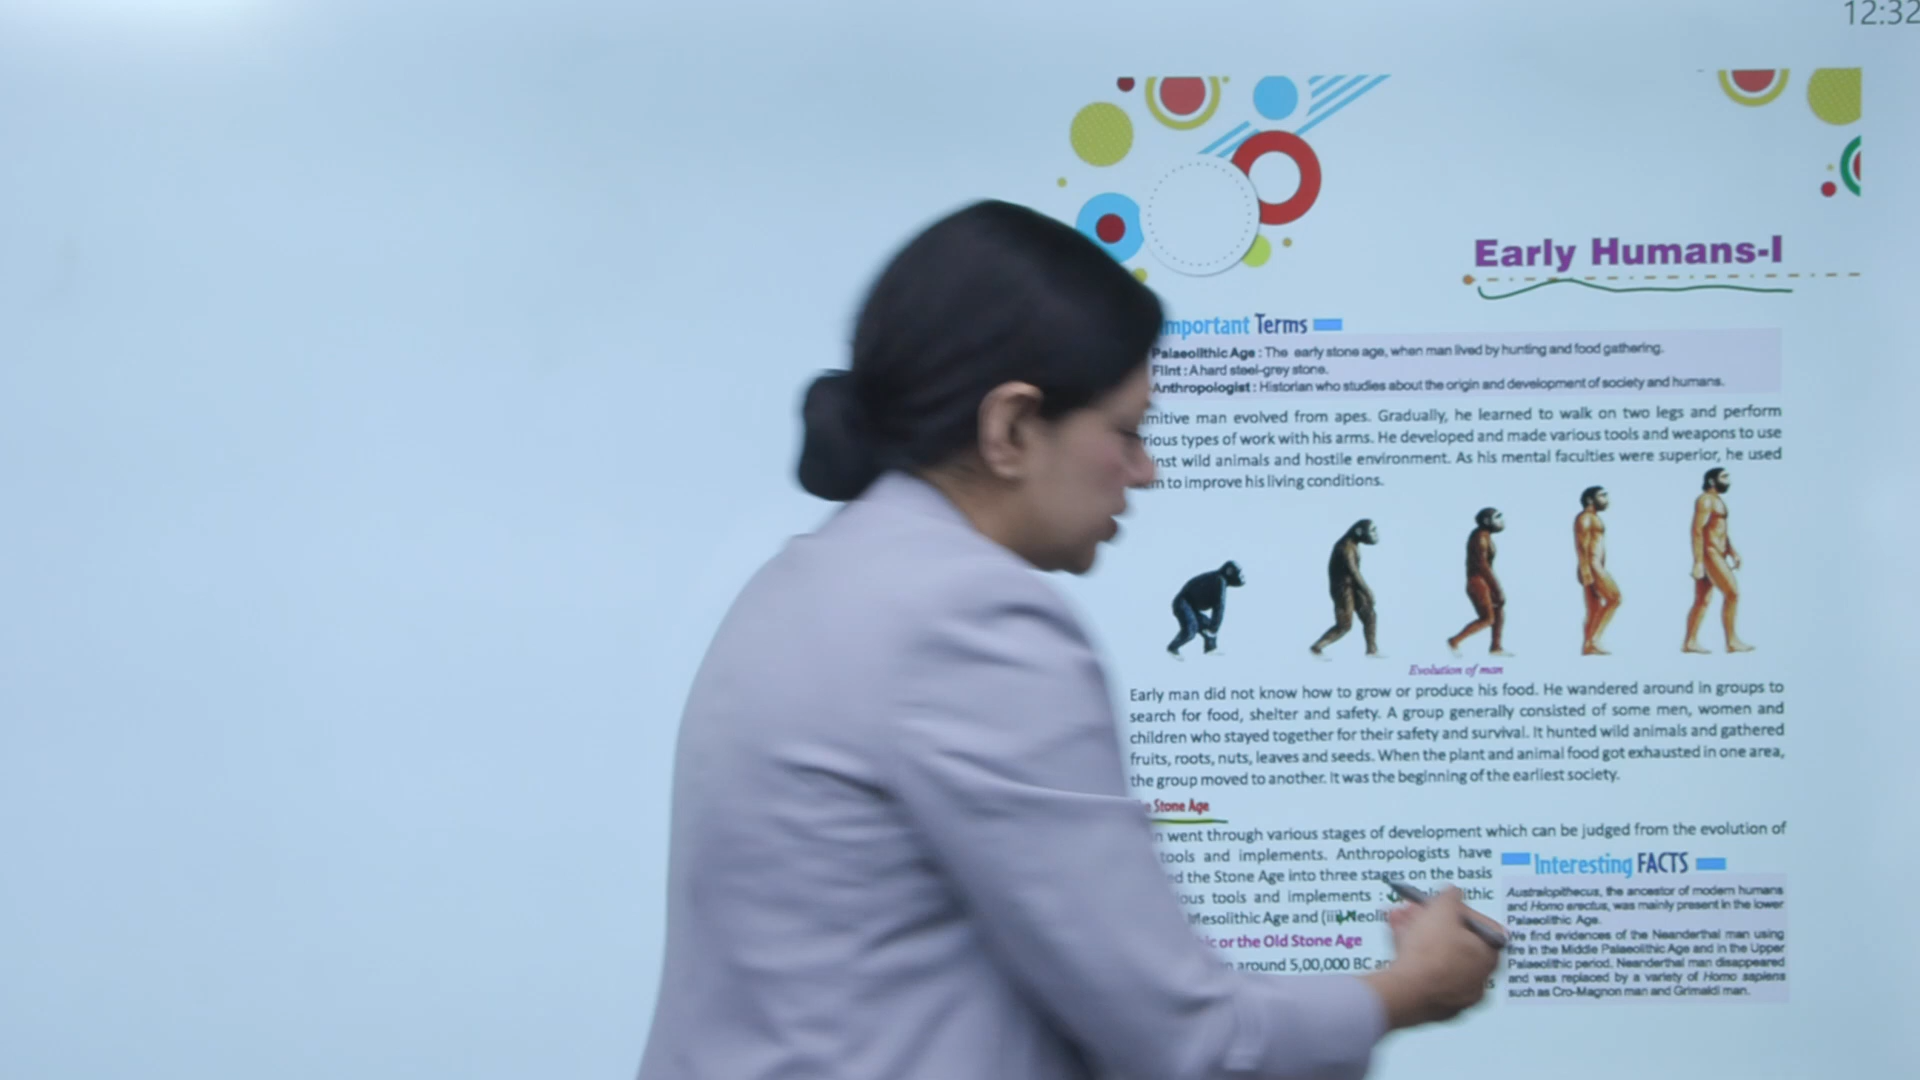 12:32
Early Humans-I
mportant Terms
Palaeolithic Age : The early stone age, when man lived by hunting and food gathering.
Flint : A hard steel-grey stone.
Anthropologist : Historian who studies about the origin and development of society and humans.
mitive man evolved from apes. Gradually, he learned to walk on two legs and perform
rious types of work with his arms. He developed and made various tools and weapons to use
inst wild animals and hostile environment. As his mental faculties were superior, he used
m to improve his living conditions.
Evolution of man
Early man did not know how to grow or produce his food. He wandered around in groups to
search for food, shelter and safety. A group generally consisted of some men, women and
children who stayed together for their safety and survival. It hunted wild animals and gathered
fruits, roots, nuts, leaves and seeds. When the plant and animal food got exhausted in one area,
the group moved to another. It was the beginning of the earliest society.
e Stone Age
n went through various stages of development which can be judged from the evolution of
tools and implements. Anthropologists have
d the Stone Age into three stages on the basis
ious tools and implements : lithic
Mesolithic Age and (iii) Neolit
ic or the Old Stone Age
n around 5,00,000 BC an
s
Interesting FACTS
Australopithecus, the ancestor of modern humans
and Homo erectus, was mainly present in the lower
Palaeolithic Age.
We find evidences of the Neanderthal man using
fire in the Middle Palaeolithic Age and in the Upper
Palaeolithic period. Neanderthal man disappeared
and was replaced by a variety of Homo sapiens
such as Cro-Magnon man and Grimaldi man.